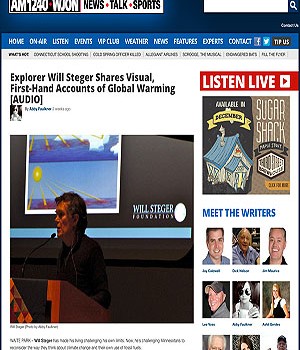 AM1240 WJON NEWS • TALK • SPORTS
SEARCH
HOME ON-AIR LISTEN EVENTS VIP CLUB WEATHER NEWS FEATURES EXPERTS CONTACT TIP US
WHAT'S HOT: CONNECTICUT SCHOOL SHOOTING COLD SPRING OFFICER KILLED ALLEGIANT AIRLINES SCROOGE, THE MUSICAL ENDANGERED BATS FILL THE FLYER
Explorer Will Steger Shares Visual,
First-Hand Accounts of Global Warming
[AUDIO]
By Abby Faulkner 2 weeks ago
WILL STEGER
FOUNDATION
Will Steger (Photo by Abby Faulkner)
WAITE PARK - Will Steger has made his living challenging his own limits. Now, he's challenging Minnesotans to
reconsider the way they think about climate change and their own use of fossil fuels.
LISTEN LIVE
AVAILABLE IN
DECEMBER
SUGAR
SHACK
MAPLE STOUT
CLICK FOR MORE
MEET THE WRITERS
Jay Caldwell
Dick Nelson
Jim Maurice
Lee Voss
Abby Faulkner